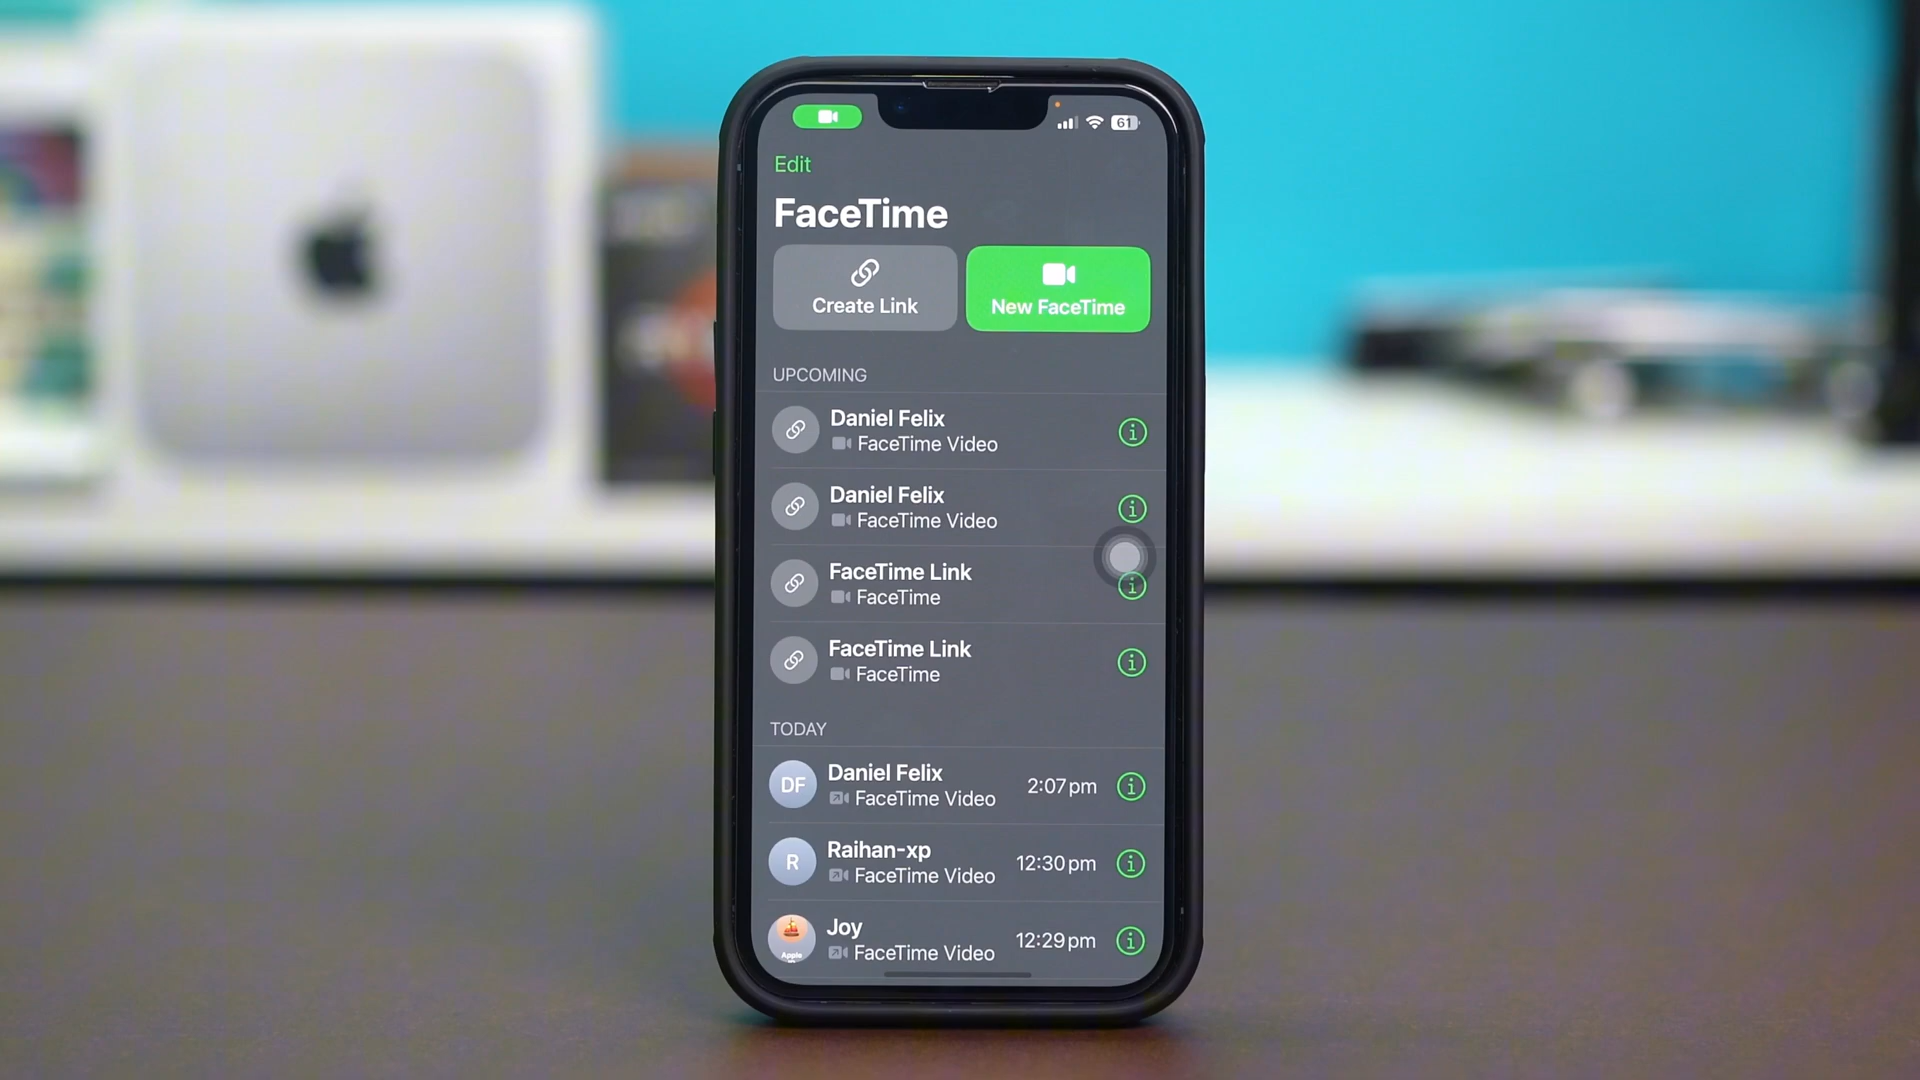 61
Edit
FaceTime
Create Link
New FaceTime
UPCOMING
Daniel Felix
FaceTime Video
Daniel Felix
FaceTime Video
FaceTime Link
FaceTime
FaceTime Link
FaceTime
TODAY
DF
Daniel Felix
FaceTime Video
2:07 pm
R
Raihan-xp
FaceTime Video
12:30 pm
Apple
Joy
FaceTime Video
12:29 pm